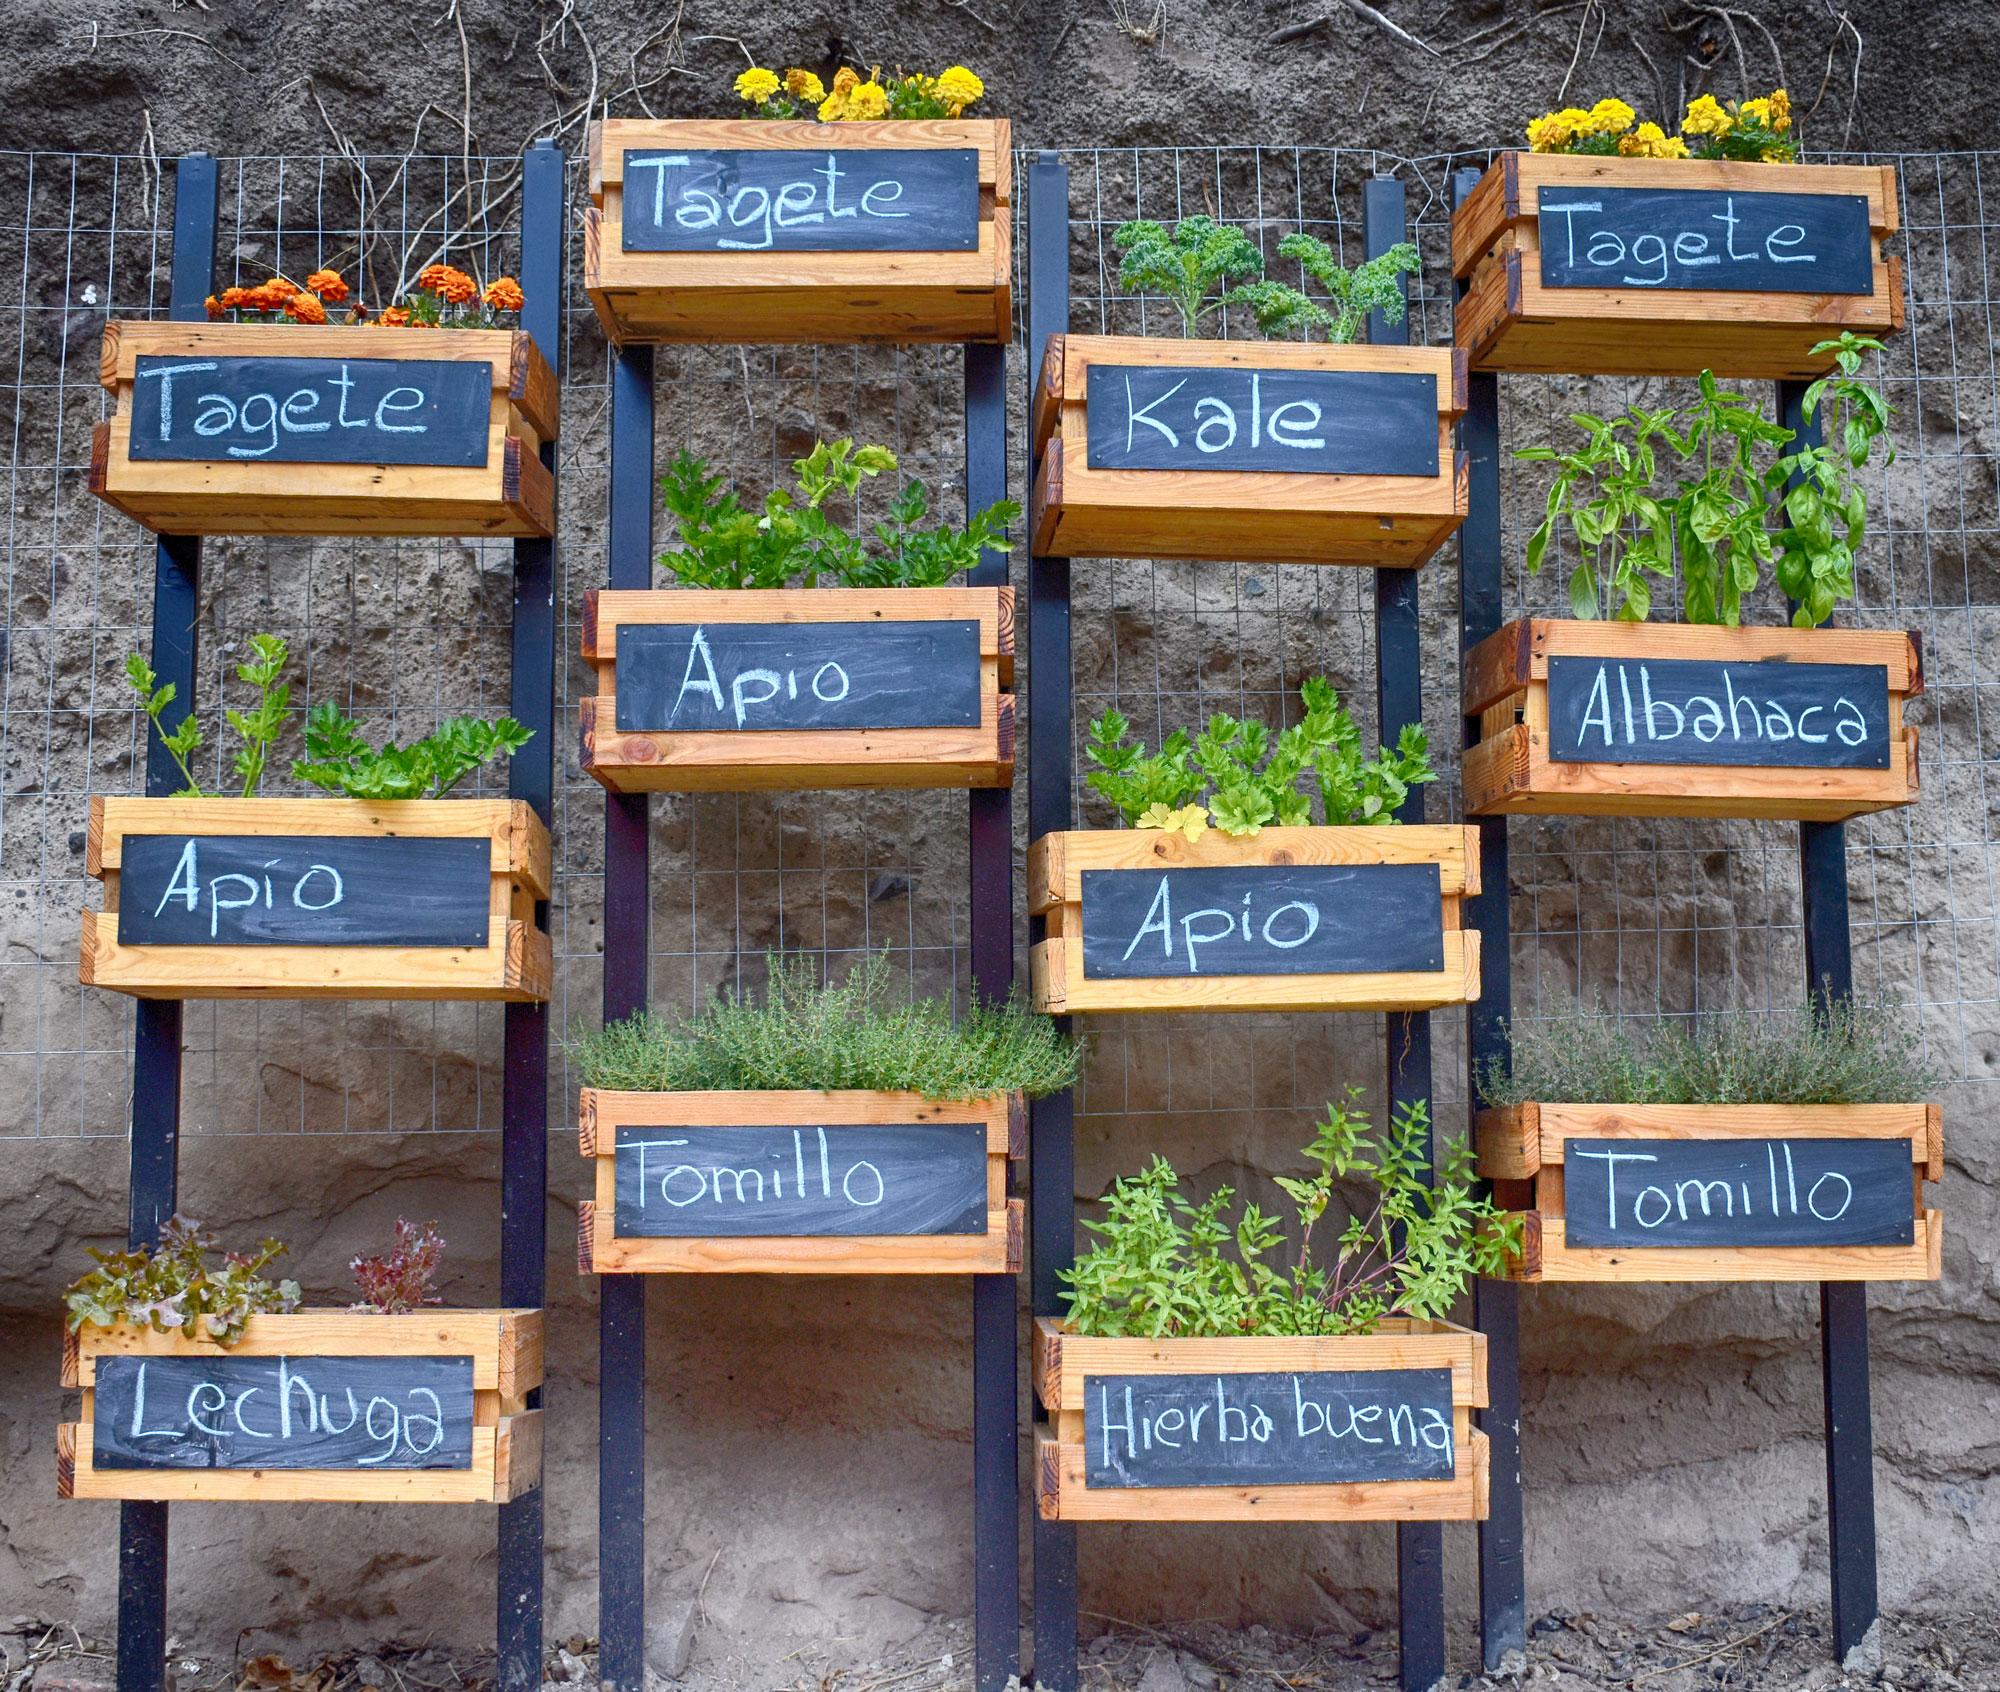 Tagete
Apio
Lechuga
Tagete
Apio
Tomillo
Kale
Apio
Hierba buena
Tagete
Albahaca
Tomillo